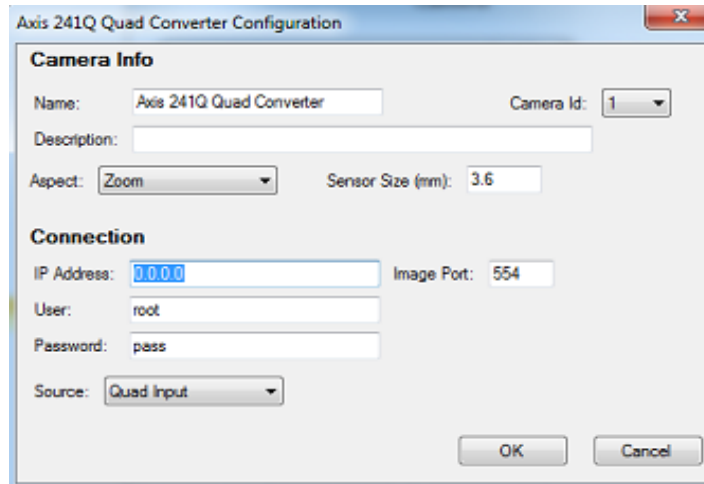 Axis 241Q Quad Converter Configuration
Camera Info
Name: Axis 241Q Quad Converter Camera Id: 1
Description:
Aspect: Zoom Sensor Size (mm): 3.6
Connection
IP Address: 0.0.0.0 Image Port: 554
User: root
Password: pass
Source: Quad Input
OK Cancel